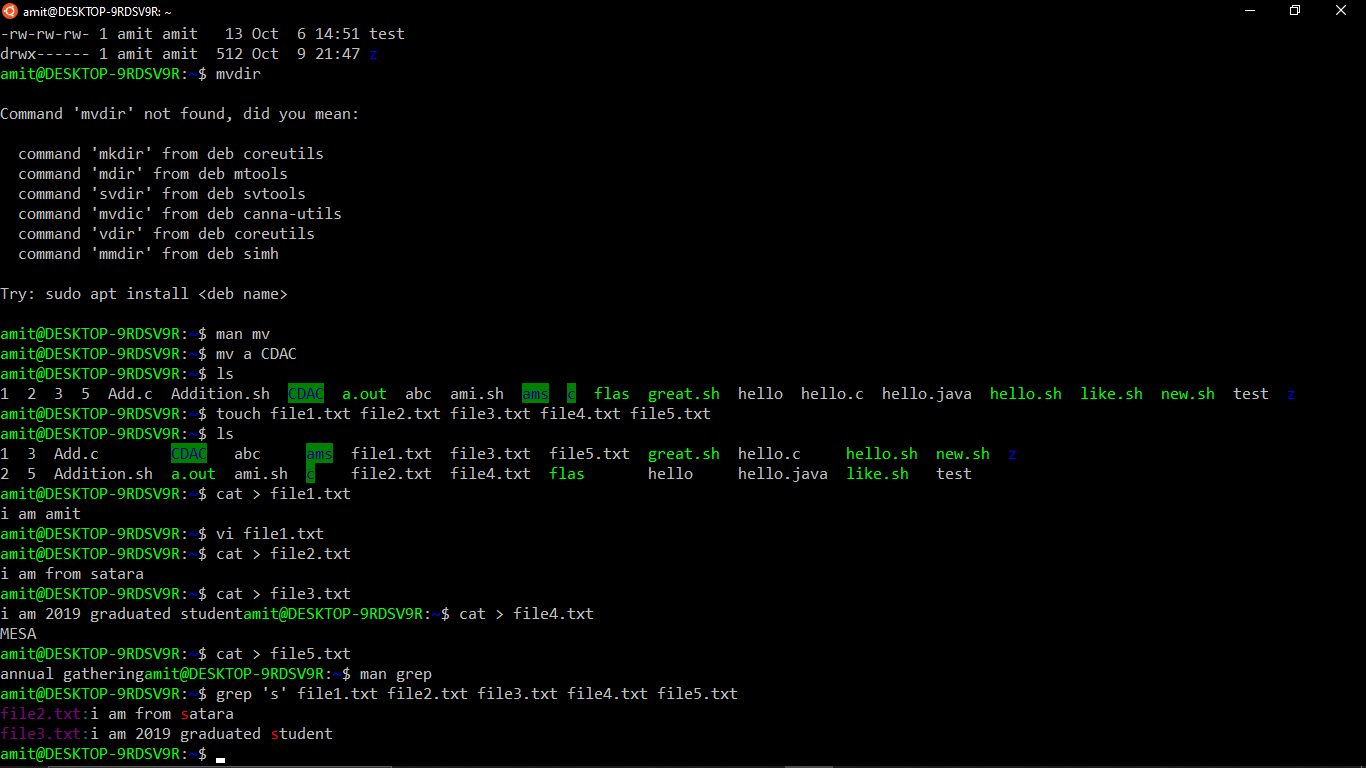 amit@DESKTOP-9RDSV9R: ~
-rw-rw-rw- 1 amit amit   13 Oct  6 14:51 test
drwx------ 1 amit amit  512 Oct  9 21:47 z
amit@DESKTOP-9RDSV9R:~$ mvdir
Command 'mvdir' not found, did you mean:
  command 'mkdir' from deb coreutils
  command 'mdir' from deb mtools
  command 'svdir' from deb svtools
  command 'mvdic' from deb canna-utils
  command 'vdir' from deb coreutils
  command 'mmdir' from deb simh
Try: sudo apt install <deb name>
amit@DESKTOP-9RDSV9R:~$ man mv
amit@DESKTOP-9RDSV9R:~$ mv a CDAC
amit@DESKTOP-9RDSV9R:~$ ls
1  2  3  5  Add.c  Addition.sh  CDAC  a.out  abc  ami.sh  ams  c  flas  great.sh  hello  hello.c  hello.java  hello.sh  like.sh  new.sh  test  z
amit@DESKTOP-9RDSV9R:~$ touch file1.txt file2.txt file3.txt file4.txt file5.txt
amit@DESKTOP-9RDSV9R:~$ ls
1  3  Add.c        CDAC   abc     ams  file1.txt  file3.txt  file5.txt  great.sh  hello.c     hello.sh  new.sh  z
2  5  Addition.sh  a.out  ami.sh  c    file2.txt  file4.txt  flas       hello     hello.java  like.sh   test
amit@DESKTOP-9RDSV9R:~$ cat > file1.txt
i am amit
amit@DESKTOP-9RDSV9R:~$ vi file1.txt
amit@DESKTOP-9RDSV9R:~$ cat > file2.txt
i am from satara
amit@DESKTOP-9RDSV9R:~$ cat > file3.txt
i am 2019 graduated studentamit@DESKTOP-9RDSV9R:~$ cat > file4.txt
MESA
amit@DESKTOP-9RDSV9R:~$ cat > file5.txt
annual gatheringamit@DESKTOP-9RDSV9R:~$ man grep
amit@DESKTOP-9RDSV9R:~$ grep 's' file1.txt file2.txt file3.txt file4.txt file5.txt
file2.txt:i am from satara
file3.txt:i am 2019 graduated student
amit@DESKTOP-9RDSV9R:~$